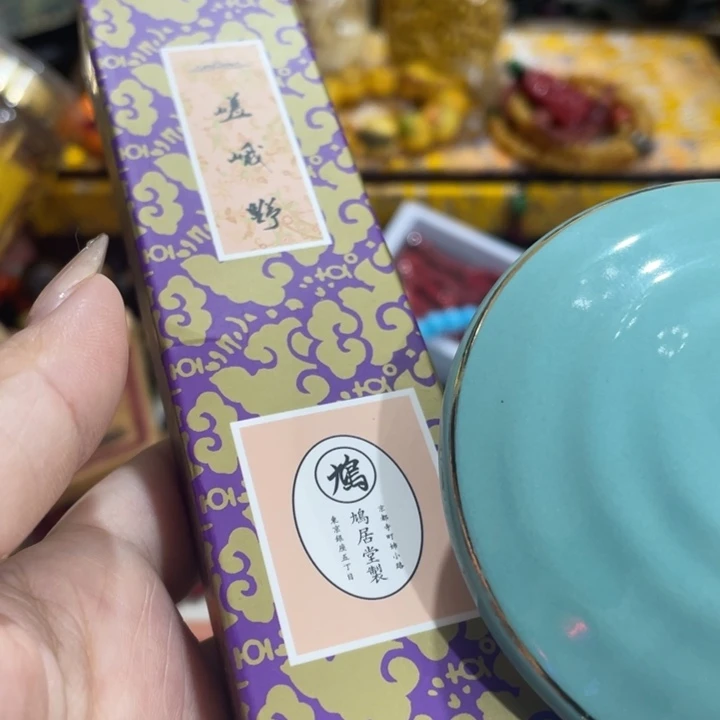 嵯峨野
鳩
京都寺町姉小路
鳩居堂製
東京銀座五丁目